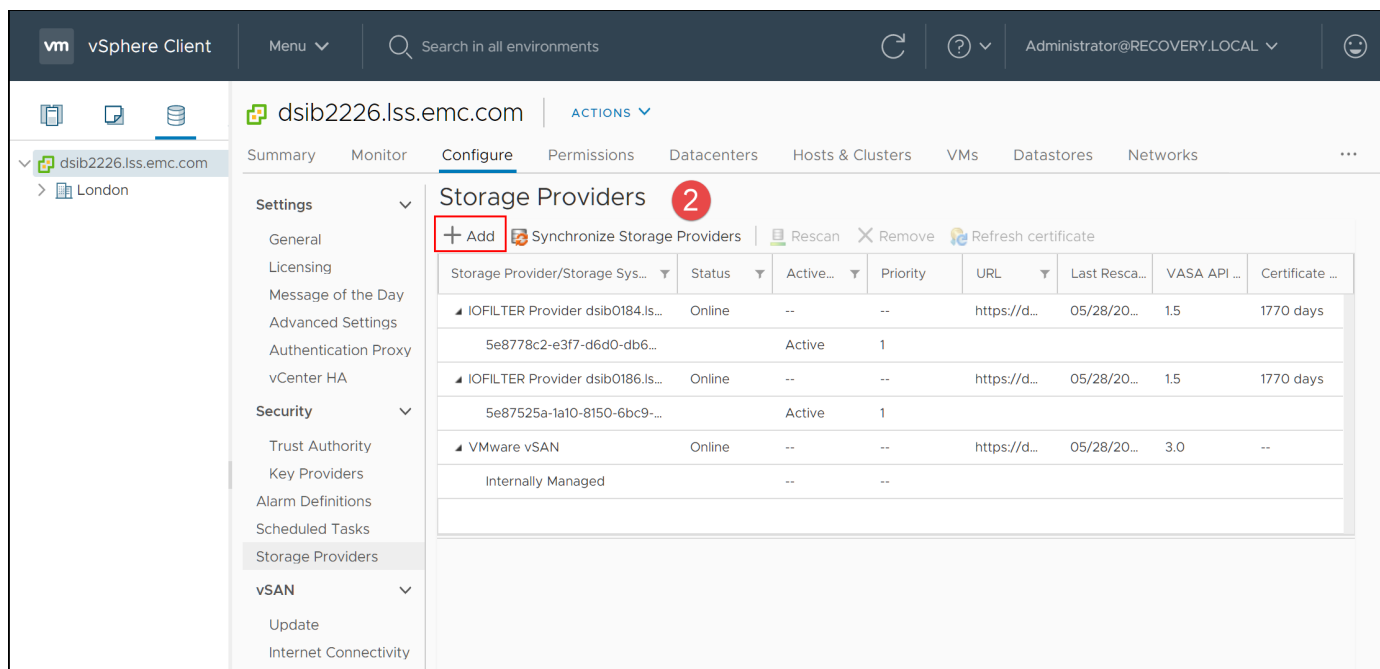 vm vSphere Client Menu Search in all environments ? Administrator@RECOVERY.LOCAL
dsib2226.lss.emc.com
London
dsib2226.lss.emc.com ACTIONS
Summary Monitor Configure Permissions Datacenters Hosts & Clusters VMs Datastores Networks ...
Settings
General
Licensing
Message of the Day
Advanced Settings
Authentication Proxy
vCenter HA
Security
Trust Authority
Key Providers
Alarm Definitions
Scheduled Tasks
Storage Providers
vSAN
Update
Internet Connectivity
Storage Providers 2
+ Add Synchronize Storage Providers Rescan Remove Refresh certificate
Storage Provider/Storage Sys... Status Active... Priority URL Last Resca... VASA API ... Certificate ...
IOFILTER Provider dsib0184.ls... Online -- -- https://d... 05/28/20... 1.5 1770 days
5e8778c2-e3f7-d6d0-db6... Active 1
IOFILTER Provider dsib0186.ls... Online -- -- https://d... 05/28/20... 1.5 1770 days
5e87525a-1a10-8150-6bc9-... Active 1
VMware vSAN Online -- -- https://d... 05/28/20... 3.0 --
Internally Managed -- --